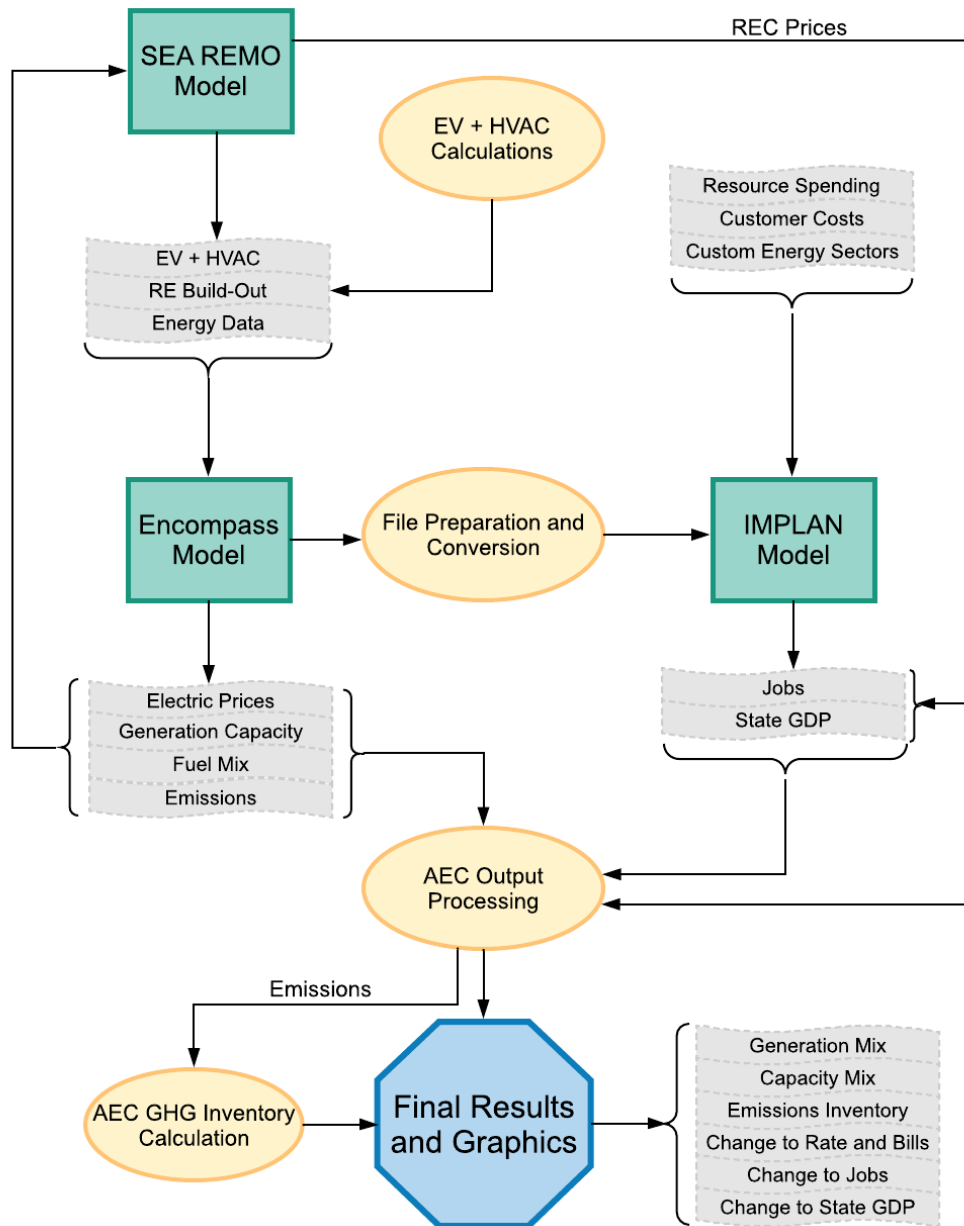 REC Prices
SEA REMO
Model
EV + HVAC
Calculations
Resource Spending
Customer Costs
Custom Energy Sectors
EV + HVAC
RE Build-Out
Energy Data
Encompass
Model
File Preparation and
Conversion
IMPLAN
Model
Electric Prices
Generation Capacity
Fuel Mix
Emissions
Jobs
State GDP
AEC Output
Processing
Emissions
AEC GHG Inventory
Calculation
Final Results
and Graphics
Generation Mix
Capacity Mix
Emissions Inventory
Change to Rate and Bills
Change to Jobs
Change to State GDP